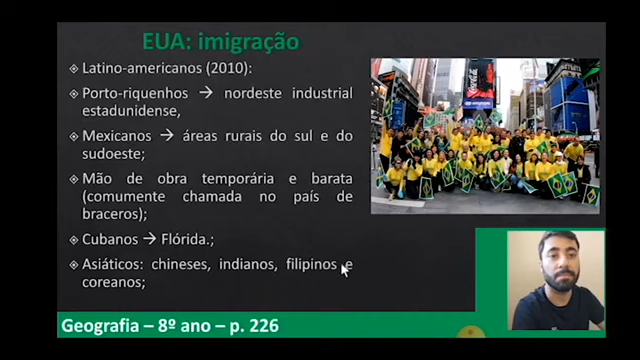 EUA: imigração
Latino-americanos (2010):
Porto-riquenhos → nordeste industrial
estadunidense,
Mexicanos → áreas rurais do sul e do
sudoeste;
Mão de obra temporária e barata
(comumente chamada no país de
braceros);
Cubanos → Flórida.;
Asiáticos: chineses, indianos, filipinos e
coreanos;
Coca-Cola
Geografia – 8º ano – p. 226